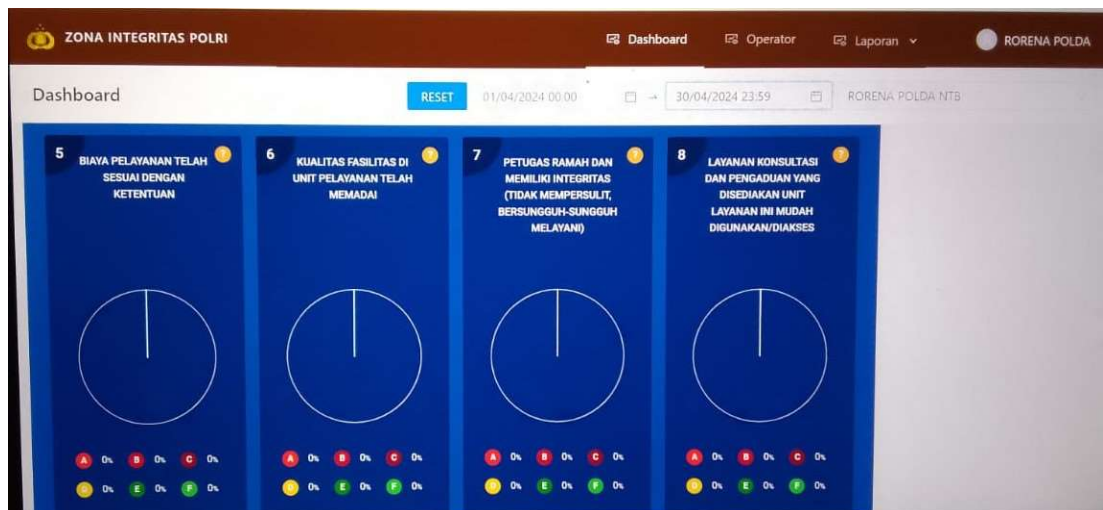 ZONA INTEGRITAS POLRI
Dashboard
Operator
Laporan
RORENA POLDA
Dashboard
RESET
01/04/2024 00:00
30/04/2024 23:59
RORENA POLDA NTB
5
BIAYA PELAYANAN TELAH
SESUAI DENGAN
KETENTUAN
?
A 0% B 0% C 0%
D 0% E 0% F 0%
6
KUALITAS FASILITAS DI
UNIT PELAYANAN TELAH
MEMADAI
?
A 0% B 0% C 0%
D 0% E 0% F 0%
7
PETUGAS RAMAH DAN
MEMILIKI INTEGRITAS
(TIDAK MEMPERSULIT,
BERSUNGGUH-SUNGGUH
MELAYANI)
?
A 0% B 0% C 0%
D 0% E 0% F 0%
8
LAYANAN KONSULTASI
DAN PENGADUAN YANG
DISEDIAKAN UNIT
LAYANAN INI MUDAH
DIGUNAKAN/DIAKSES
?
A 0% B 0% C 0%
D 0% E 0% F 0%